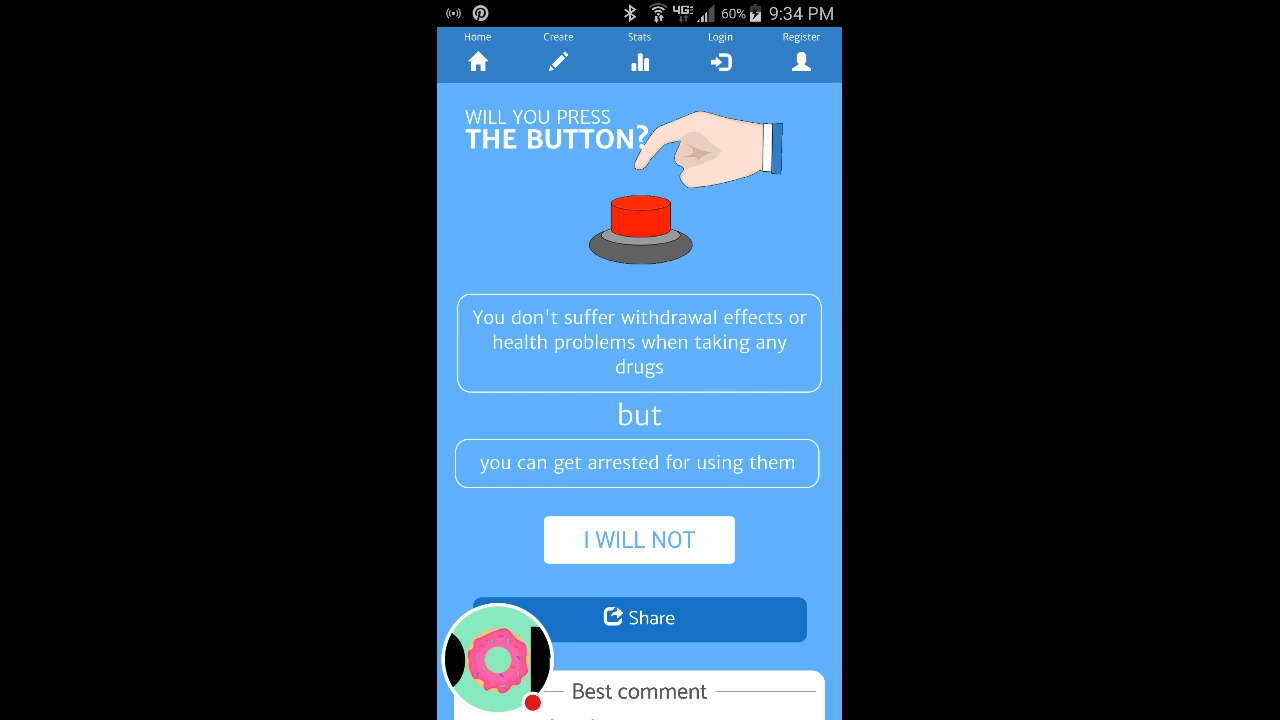 4G 60% 9:34 PM
Home Create Stats Login Register
WILL YOU PRESS
THE BUTTON?
You don't suffer withdrawal effects or
health problems when taking any
drugs
but
you can get arrested for using them
I WILL NOT
Share
Best comment